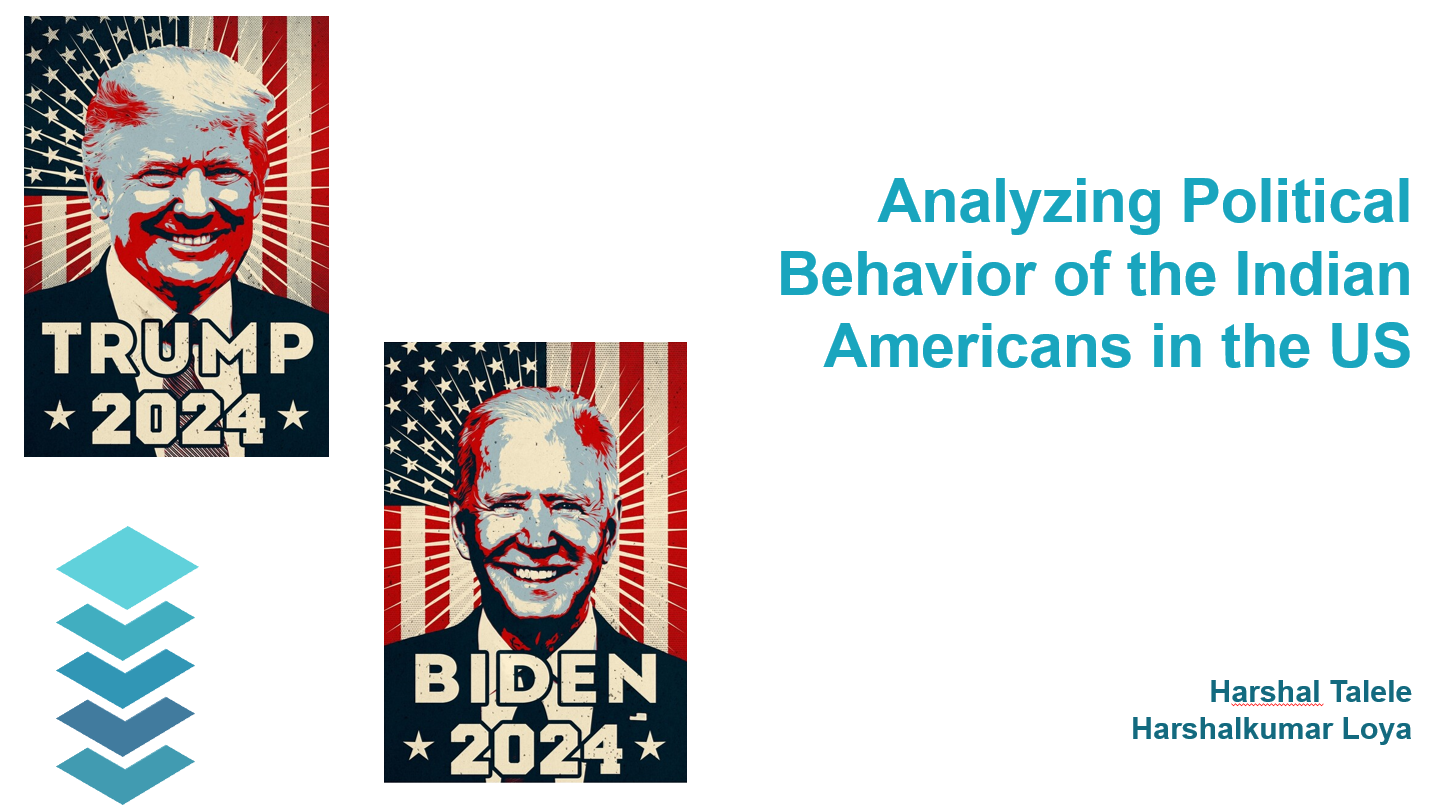 TRUMP
★ 2024 ★
BIDEN
★ 2024 ★
Analyzing Political
Behavior of the Indian
Americans in the US
Harshal Talele
Harshalkumar Loya